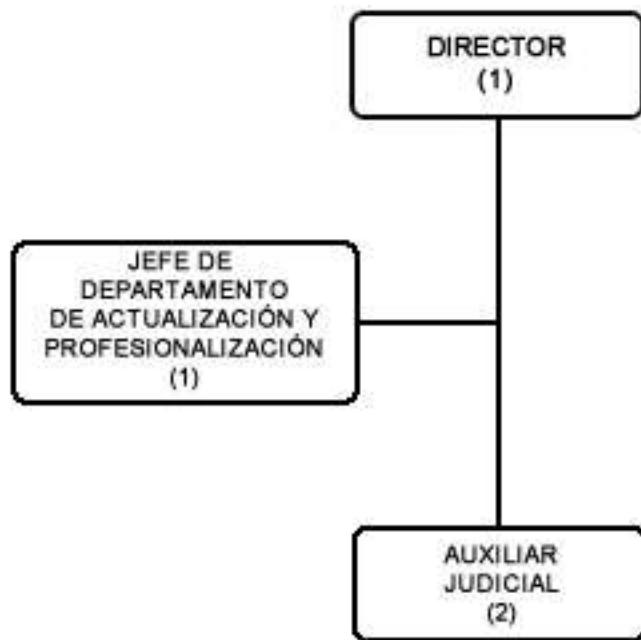 DIRECTOR
(1)
JEFE DE
DEPARTAMENTO
DE ACTUALIZACIÓN Y
PROFESIONALIZACIÓN
(1)
AUXILIAR
JUDICIAL
(2)